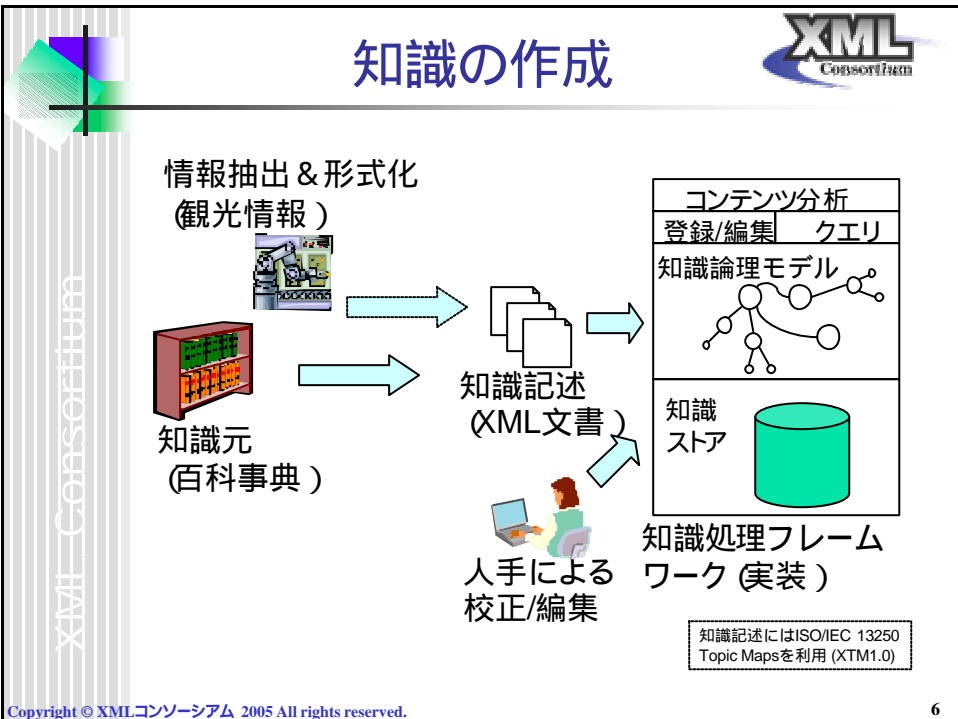 知識の作成
XML
Consortium
情報抽出＆形式化
(観光情報）
コンテンツ分析
登録/編集 クエリ
知識論理モデル
知識記述
(XML文書）
知識
ストア
知識元
(百科事典）
人手による
校正/編集
知識処理フレーム
ワーク (実装）
知識記述にはISO/IEC 13250
Topic Mapsを利用 (XTM1.0)
XML Consortium
Copyright © XMLコンソーシアム 2005 All rights reserved.
6